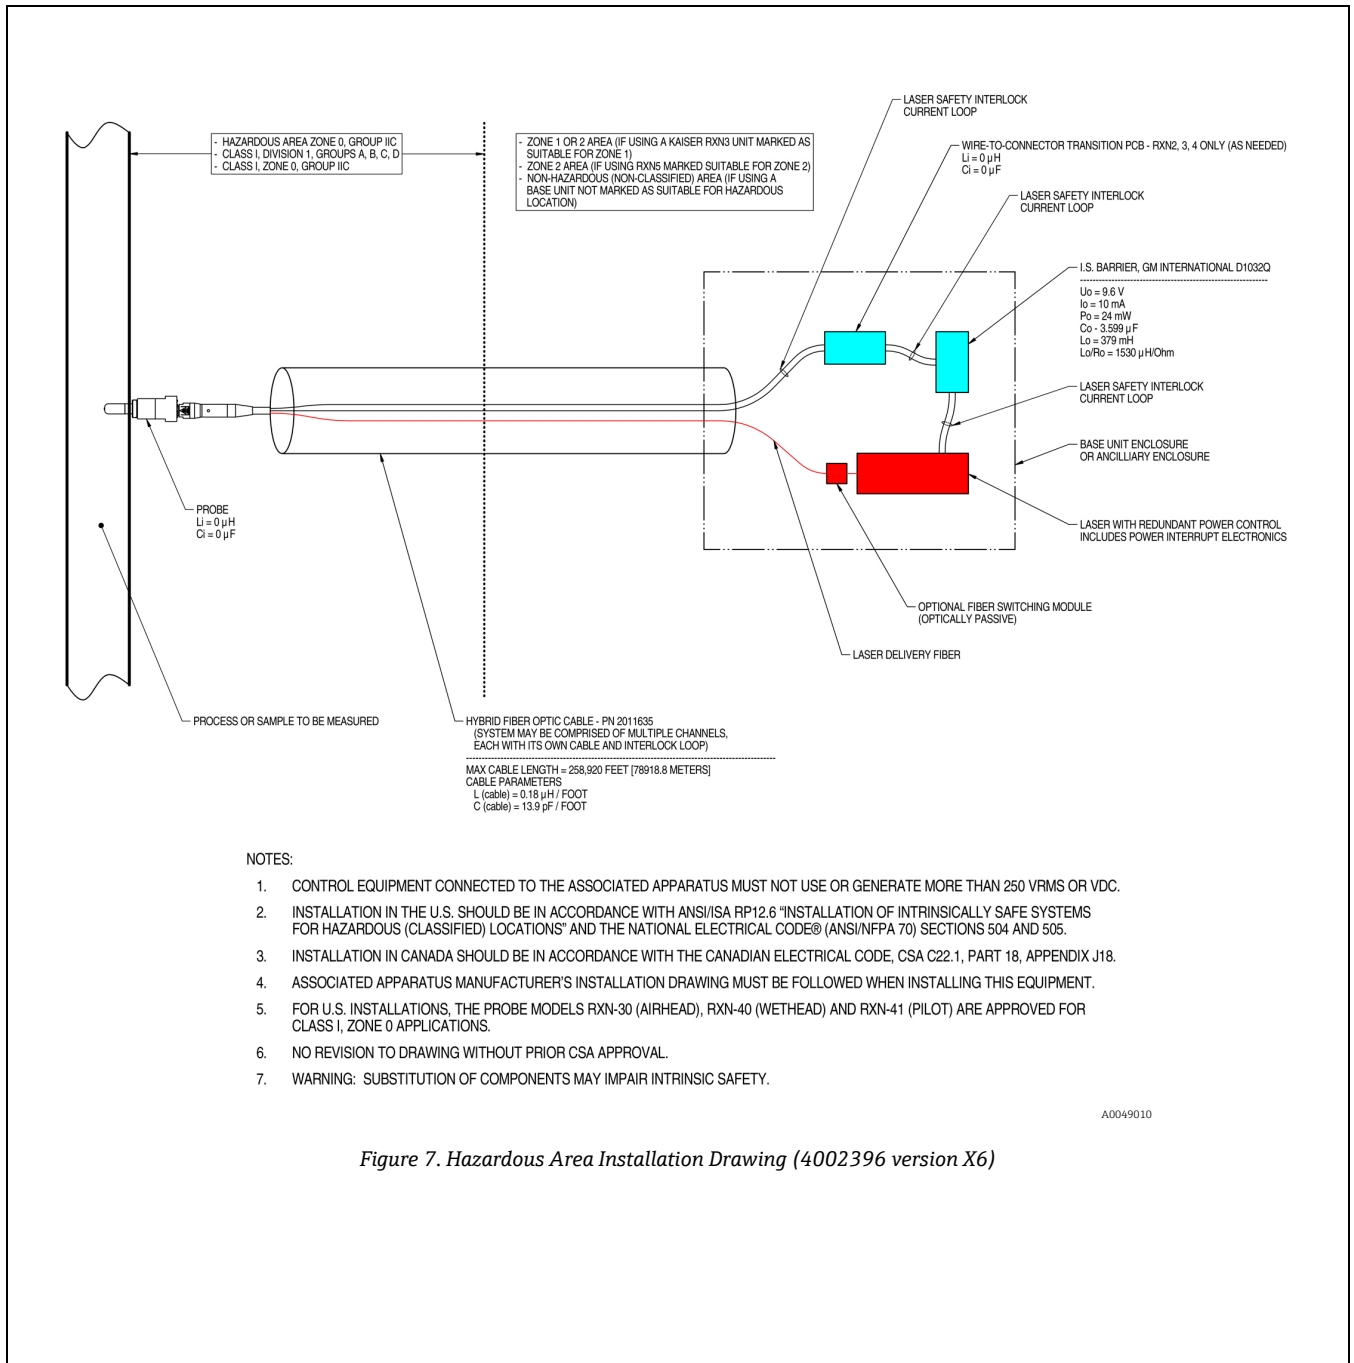 LASER SAFETY INTERLOCK
CURRENT LOOP
- HAZARDOUS AREA ZONE 0, GROUP IIC
- CLASS I, DIVISION 1, GROUPS A, B, C, D
- CLASS I, ZONE 0, GROUP IIC
- ZONE 1 OR 2 AREA (IF USING A KAISER RXN3 UNIT MARKED AS
SUITABLE FOR ZONE 1)
- ZONE 2 AREA (IF USING RXN5 MARKED SUITABLE FOR ZONE 2)
- NON-HAZARDOUS (NON-CLASSIFIED) AREA (IF USING A
BASE UNIT NOT MARKED AS SUITABLE FOR HAZARDOUS
LOCATION)
WIRE-TO-CONNECTOR TRANSITION PCB - RXN2, 3, 4 ONLY (AS NEEDED)
Li = 0 µH
Ci = 0 µF
LASER SAFETY INTERLOCK
CURRENT LOOP
I.S. BARRIER, GM INTERNATIONAL D1032Q
Uo = 9.6 V
Io = 10 mA
Po = 24 mW
Co - 3.599 µF
Lo = 379 mH
Lo/Ro = 1530 µH/Ohm
LASER SAFETY INTERLOCK
CURRENT LOOP
BASE UNIT ENCLOSURE
OR ANCILLIARY ENCLOSURE
PROBE
Li = 0 µH
Ci = 0 µF
LASER WITH REDUNDANT POWER CONTROL
INCLUDES POWER INTERRUPT ELECTRONICS
OPTIONAL FIBER SWITCHING MODULE
(OPTICALLY PASSIVE)
LASER DELIVERY FIBER
PROCESS OR SAMPLE TO BE MEASURED
HYBRID FIBER OPTIC CABLE - PN 2011635
(SYSTEM MAY BE COMPRISED OF MULTIPLE CHANNELS,
EACH WITH ITS OWN CABLE AND INTERLOCK LOOP)
MAX CABLE LENGTH = 258,920 FEET [78918.8 METERS]
CABLE PARAMETERS
L (cable) = 0.18 µH / FOOT
C (cable) = 13.9 pF / FOOT
NOTES:
1. CONTROL EQUIPMENT CONNECTED TO THE ASSOCIATED APPARATUS MUST NOT USE OR GENERATE MORE THAN 250 VRMS OR VDC.
2. INSTALLATION IN THE U.S. SHOULD BE IN ACCORDANCE WITH ANSI/ISA RP12.6 “INSTALLATION OF INTRINSICALLY SAFE SYSTEMS
FOR HAZARDOUS (CLASSIFIED) LOCATIONS” AND THE NATIONAL ELECTRICAL CODE® (ANSI/NFPA 70) SECTIONS 504 AND 505.
3. INSTALLATION IN CANADA SHOULD BE IN ACCORDANCE WITH THE CANADIAN ELECTRICAL CODE, CSA C22.1, PART 18, APPENDIX J18.
4. ASSOCIATED APPARATUS MANUFACTURER’S INSTALLATION DRAWING MUST BE FOLLOWED WHEN INSTALLING THIS EQUIPMENT.
5. FOR U.S. INSTALLATIONS, THE PROBE MODELS RXN-30 (AIRHEAD), RXN-40 (WETHEAD) AND RXN-41 (PILOT) ARE APPROVED FOR
CLASS I, ZONE 0 APPLICATIONS.
6. NO REVISION TO DRAWING WITHOUT PRIOR CSA APPROVAL.
7. WARNING: SUBSTITUTION OF COMPONENTS MAY IMPAIR INTRINSIC SAFETY.
A0049010
Figure 7. Hazardous Area Installation Drawing (4002396 version X6)